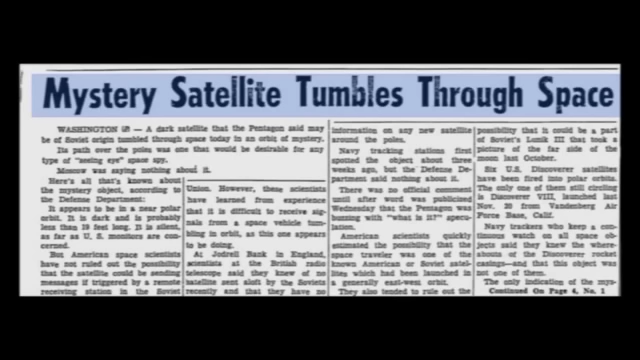 Mystery Satellite Tumbles Through Space
WASHINGTON (P) — A dark satellite that the Pentagon said may
be of Soviet origin tumbled through space today in an orbit of mystery.
Its path over the poles was one that would be desirable for any
type of "seeing eye" space spy.
Moscow was saying nothing about it.
Here's all that's known about
the mystery object, according to
the Defense Department:
It appears to be in near polar
orbit. It is dark and is probably
less than 19 feet long. It is silent,
as far as U. S. monitors are con-
cerned.
But American space scientists
have not ruled out the possibility
that the satellite could be sending
messages if triggered by a remote
receiving station in the Soviet
Union. However, these scientists
have learned from experience
that it is difficult to receive sig-
nals from a space vehicle tum-
bling in orbit, as this one appears
to be doing.
At Jodrell Bank in England,
scientists at the British radio
telescope said they knew of no
satellite sent aloft by the Soviets
recently and that they have no
information on any new satellite
around the poles.
Navy tracking stations first
spotted the object about three
weeks ago, but the Defense De-
partment said nothing about it.
There was no official comment
until after word was published
Wednesday that the Pentagon was
buzzing with "what is it?" specu-
lation.
American scientists quickly
estimated the possibility that the
space traveler was one of the
known American or Soviet satel-
lites which had been launched in
a generally east-west orbit.
They also tended to rule out the
possibility that it could be a part
of Soviet's Lunik III that took a
picture of the far side of the
moon last October.
Six U.S. Discoverer satellites
have been fired into polar orbits.
The only one of them still circling
is Discoverer VIII, launched last
Nov. 20 from Vandenberg Air
Force Base, Calif.
Navy trackers who keep a con-
tinuous watch on all space ob-
jects said they knew the where-
abouts of the Discoverer rocket
casings—and that this object was
not one of them.
The only indication of the mys-
Continued On Page 4, No. 1